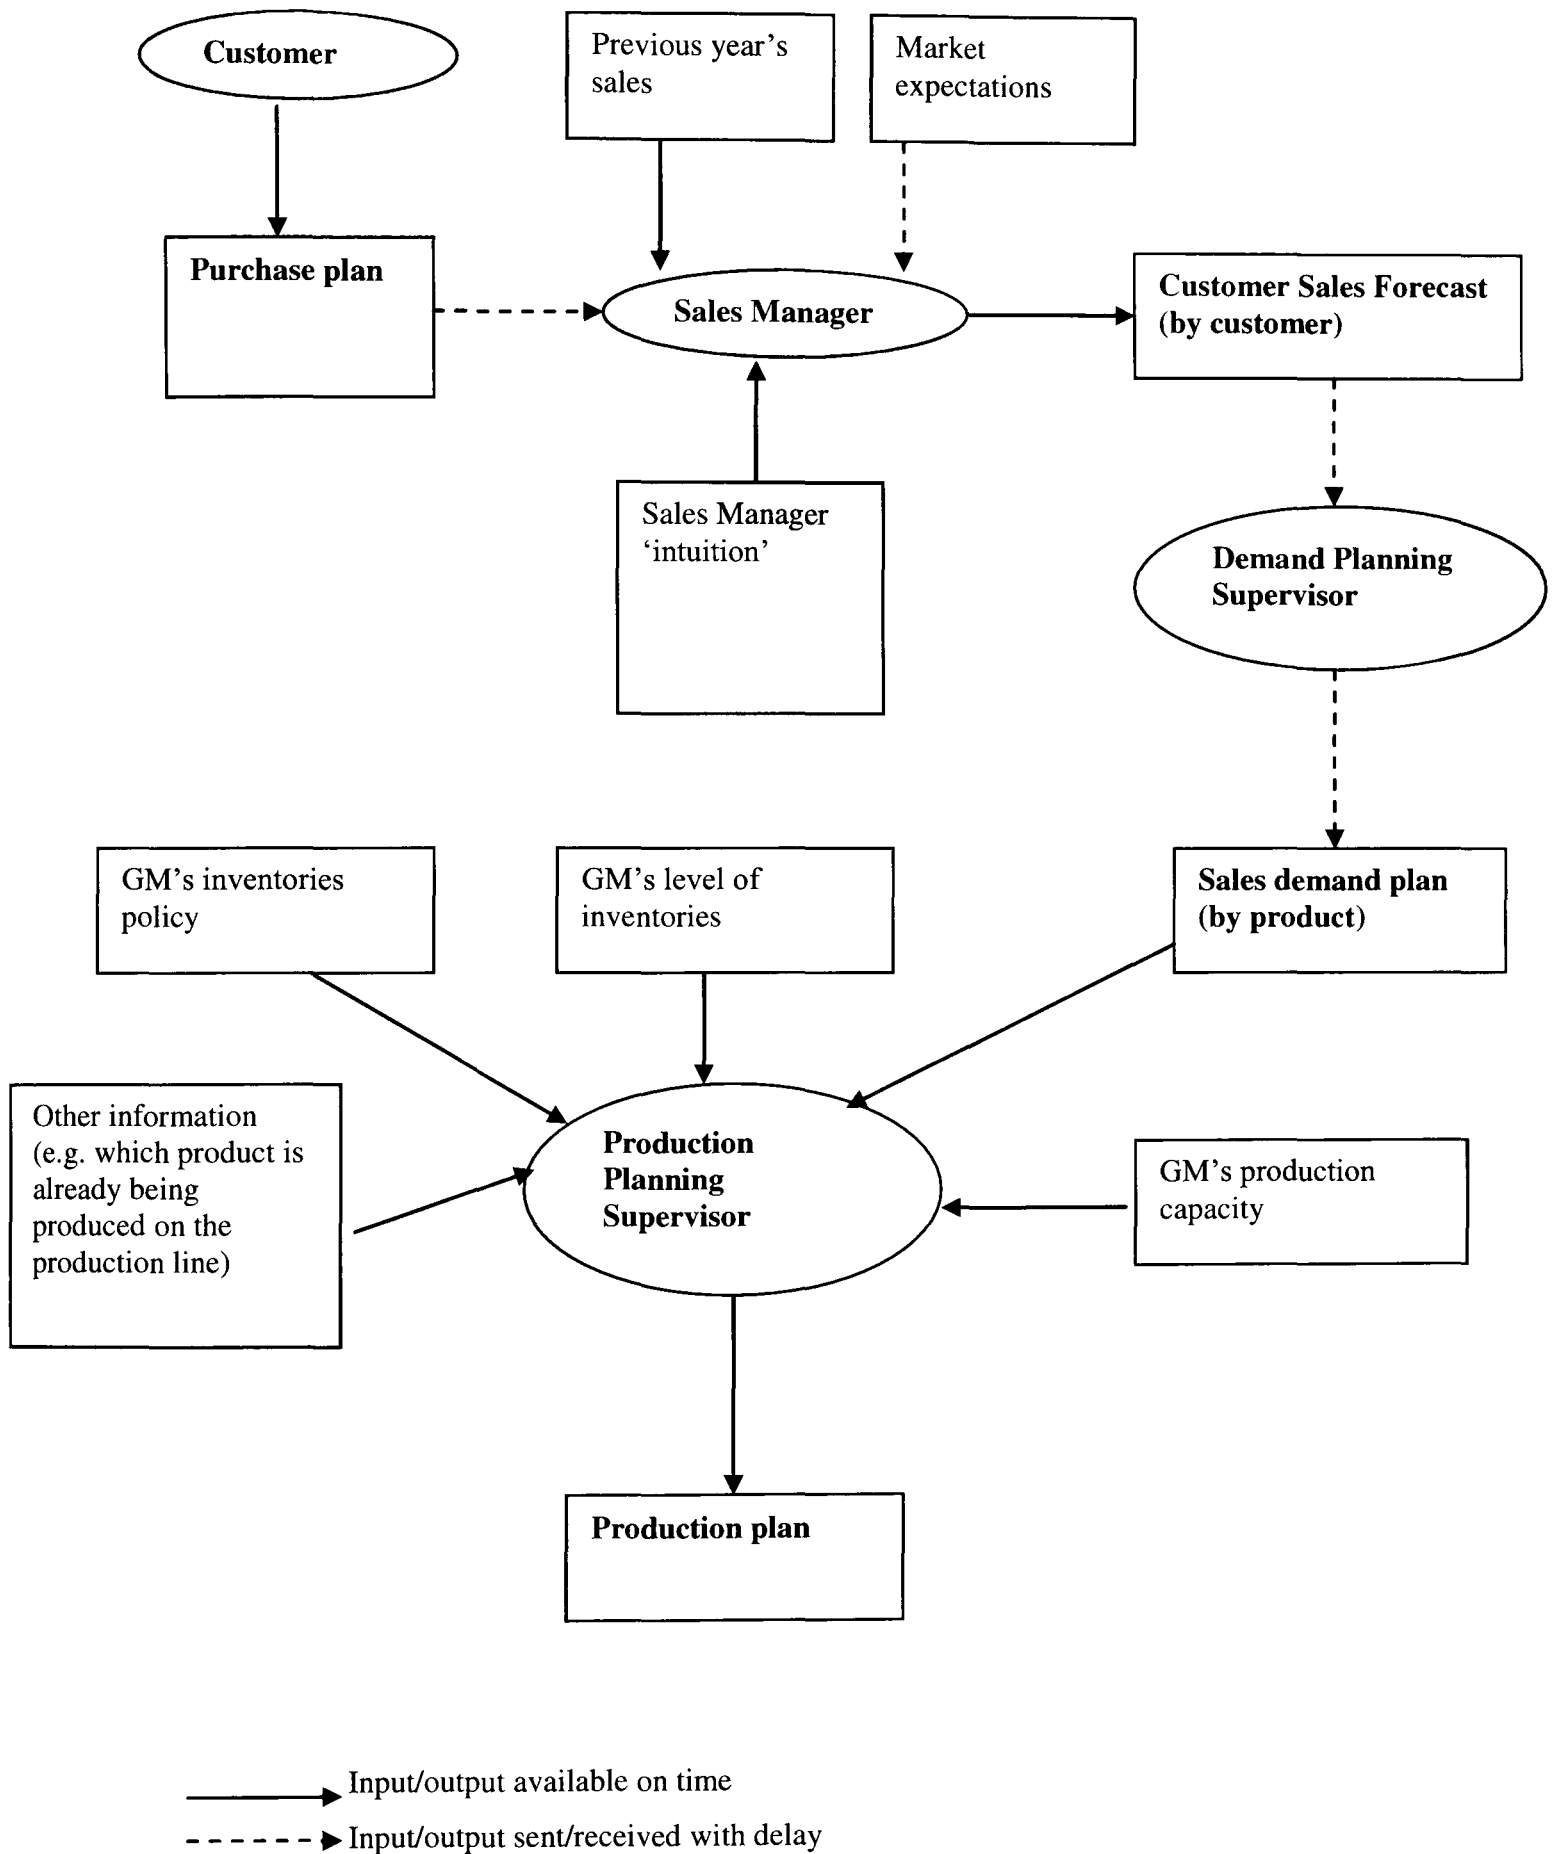 Customer
Previous year’s
sales
Market
expectations
Purchase plan
Sales Manager
Customer Sales Forecast
(by customer)
Sales Manager
‘intuition’
Demand Planning
Supervisor
GM’s inventories
policy
GM’s level of
inventories
Sales demand plan
(by product)
Other information
(e.g. which product is
already being
produced on the
production line)
Production
Planning
Supervisor
GM’s production
capacity
Production plan
Input/output available on time
Input/output sent/received with delay